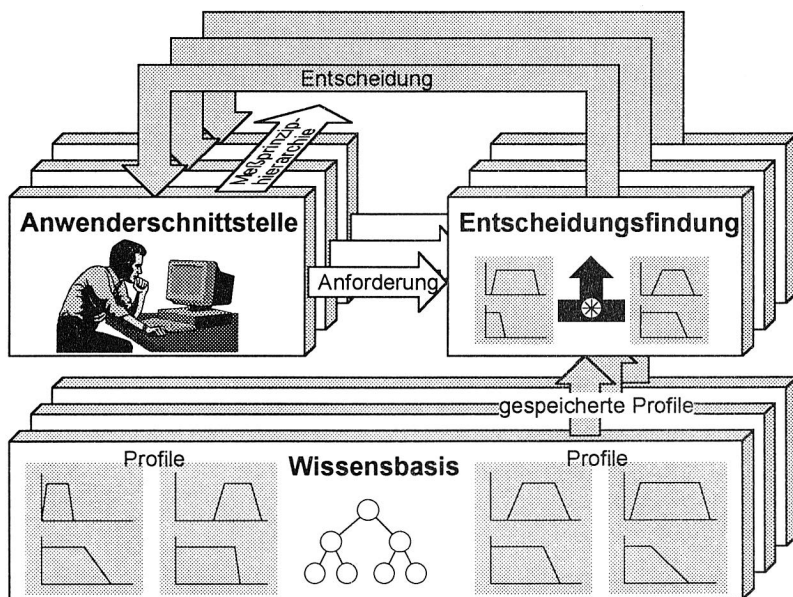 Entscheidung
Meßprinzip-
hierarchie
Anwenderschnittstelle
Entscheidungsfindung
Anforderung
gespeicherte Profile
Profile
Wissensbasis
Profile